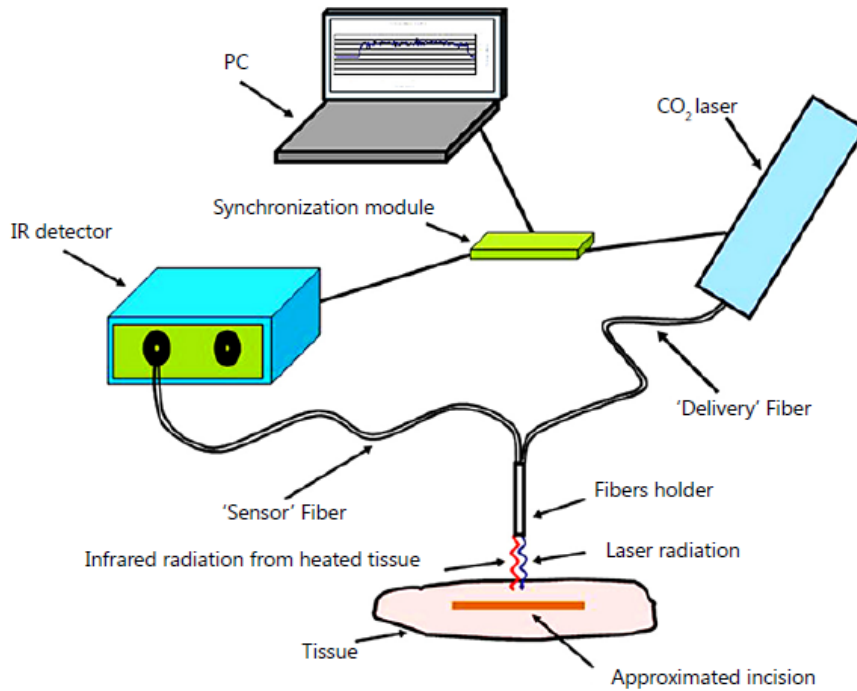 PC
CO₂ laser
Synchronization module
IR detector
'Delivery' Fiber
'Sensor' Fiber
Fibers holder
Infrared radiation from heated tissue
Laser radiation
Tissue
Approximated incision